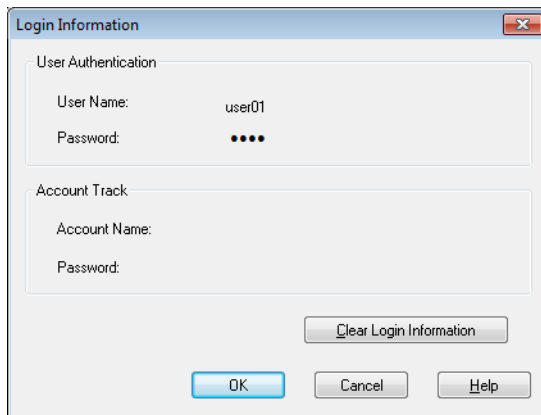 Login Information
User Authentication
User Name: user01
Password: ••••
Account Track
Account Name:
Password:
Clear Login Information
OK Cancel Help